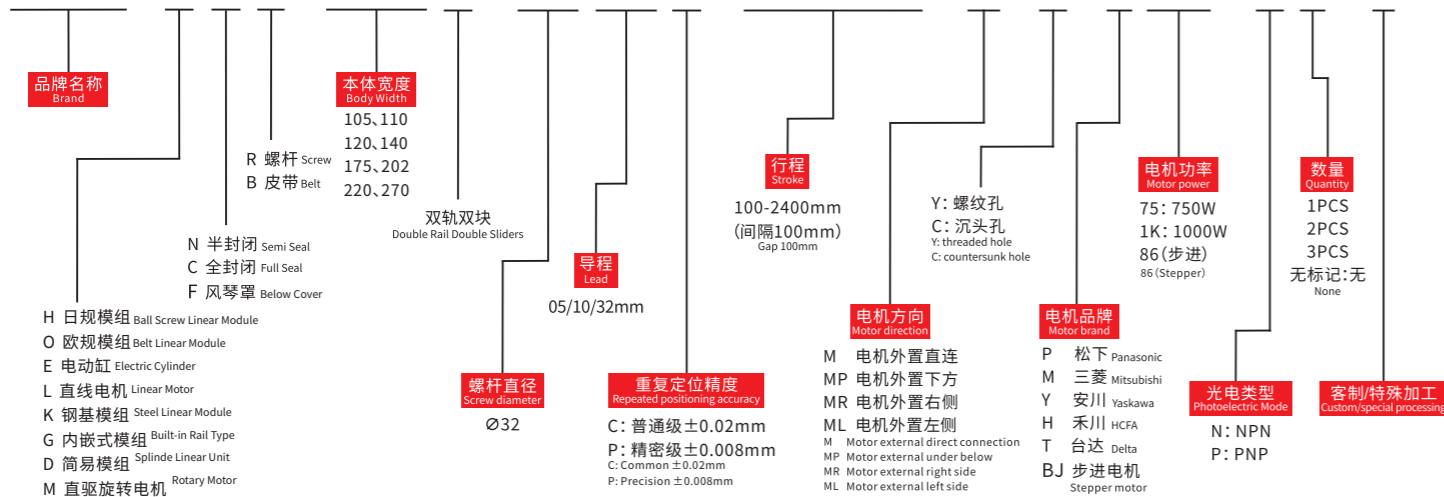 品牌名称
Brand
H 日规模组 Ball Screw Linear Module
O 欧规模组 Belt Linear Module
E 电动缸 Electric Cylinder
L 直线电机 Linear Motor
K 钢基模组 Steel Linear Module
G 内嵌式模组 Built-in Rail Type
D 简易模组 Splinde Linear Unit
M 直驱旋转电机 Rotary Motor
N 半封闭 Semi Seal
C 全封闭 Full Seal
F 风琴罩 Below Cover
R 螺杆 Screw
B 皮带 Belt
本体宽度
Body Width
105、110
120、140
175、202
220、270
双轨双块
Double Rail Double Sliders
螺杆直径
Screw diameter
∅32
导程
Lead
05/10/32mm
重复定位精度
Repeated positioning accuracy
C：普通级±0.02mm
P：精密级±0.008mm
C: Common ±0.02mm
P: Precision ±0.008mm
行程
Stroke
100-2400mm
（间隔100mm）
Gap 100mm
电机方向
Motor direction
M 电机外置直连
MP 电机外置下方
MR 电机外置右侧
ML 电机外置左侧
M Motor external direct connection
MP Motor external under below
MR Motor external right side
ML Motor external left side
Y：螺纹孔
C：沉头孔
Y: threaded hole
C: countersunk hole
电机品牌
Motor brand
P 松下 Panasonic
M 三菱 Mitsubishi
Y 安川 Yaskawa
H 禾川 HCFA
T 台达 Delta
BJ 步进电机
Stepper motor
电机功率
Motor power
75：750W
1K：1000W
86（步进）
86（Stepper）
光电类型
Photoelectric Mode
N：NPN
P：PNP
数量
Quantity
1PCS
2PCS
3PCS
无标记：无
None
客制/特殊加工
Custom/special processing